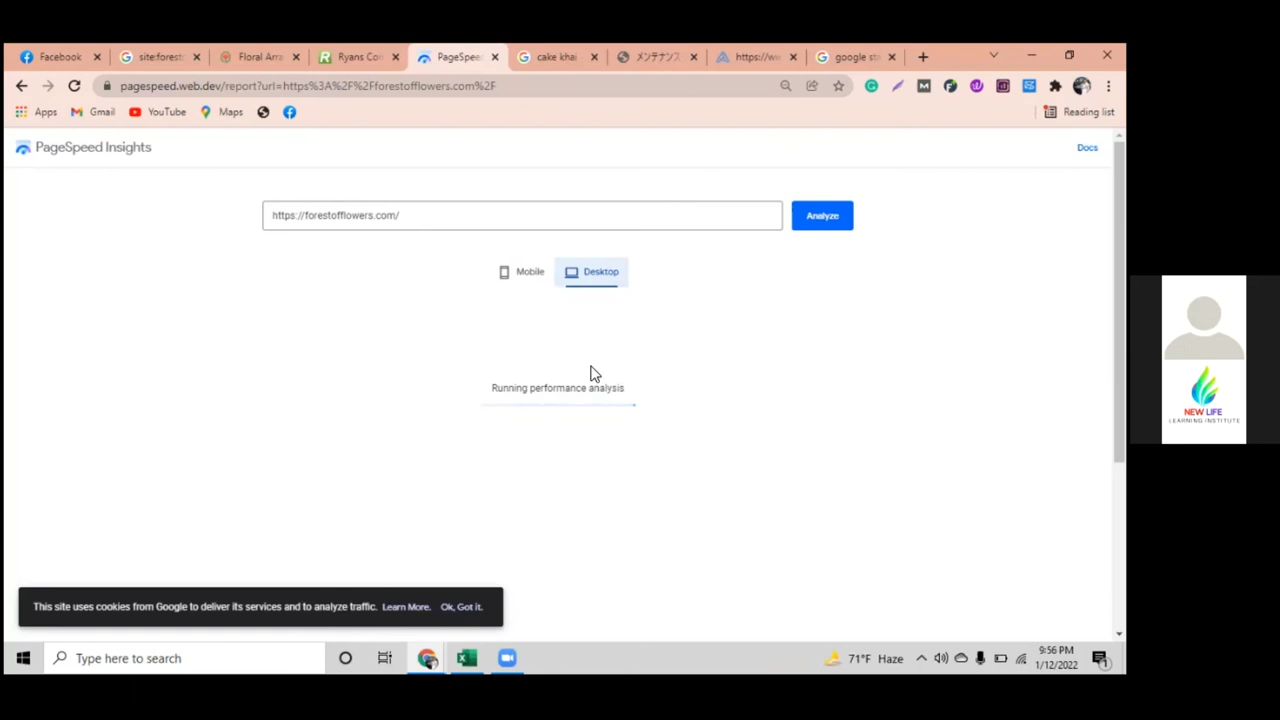 Facebook
site:forest
Floral Arra
Ryans Con
PageSpeed
cake khai
メンテナンス
https://we
google sta
pagespeed.web.dev/report?url=https%3A%2F%2Fforestofflowers.com%2F
Apps
Gmail
YouTube
Maps
Reading list
PageSpeed Insights
Docs
https://forestofflowers.com/
Analyze
Mobile
Desktop
Running performance analysis
NEW LIFE
LEARNING INSTITUTE
This site uses cookies from Google to deliver its services and to analyze traffic. Learn More. Ok, Got it.
Type here to search
71°F Haze
9:56 PM
1/12/2022